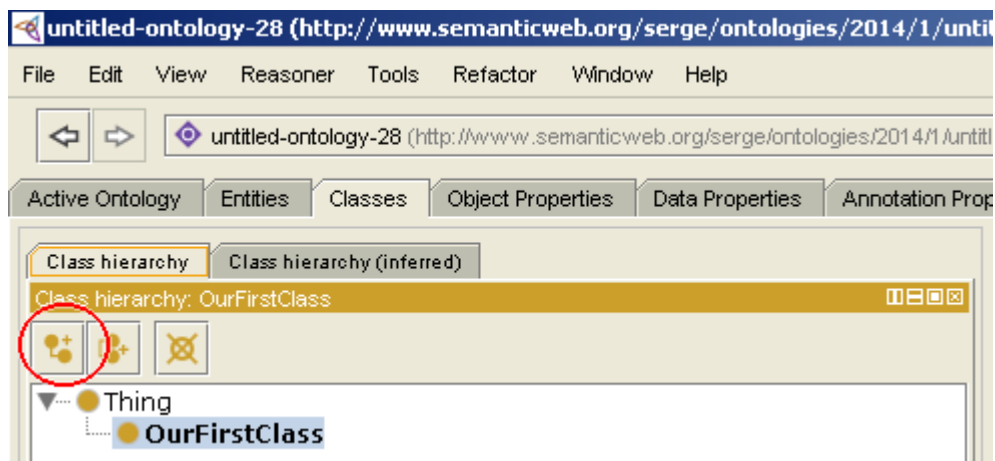 untitled-ontology-28 (http://www.semanticweb.org/serge/ontologies/2014/1/unti
File Edit View Reasoner Tools Refactor Window Help
untitled-ontology-28 (http://www.semanticweb.org/serge/ontologies/2014/1/untitl
Active Ontology Entities Classes Object Properties Data Properties Annotation Prop
Class hierarchy Class hierarchy (inferred)
Class hierarchy: OurFirstClass
Thing
OurFirstClass